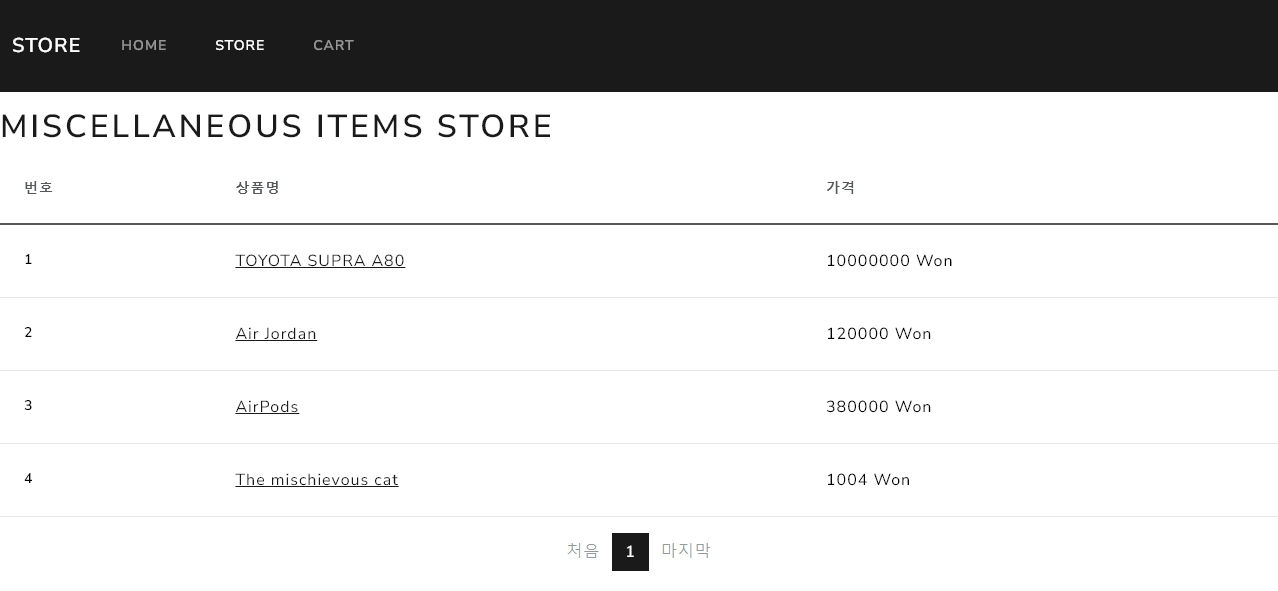 STORE HOME STORE CART
MISCELLANEOUS ITEMS STORE
번호 상품명 가격
1 TOYOTA SUPRA A80 10000000 Won
2 Air Jordan 120000 Won
3 AirPods 380000 Won
4 The mischievous cat 1004 Won
처음 1 마지막